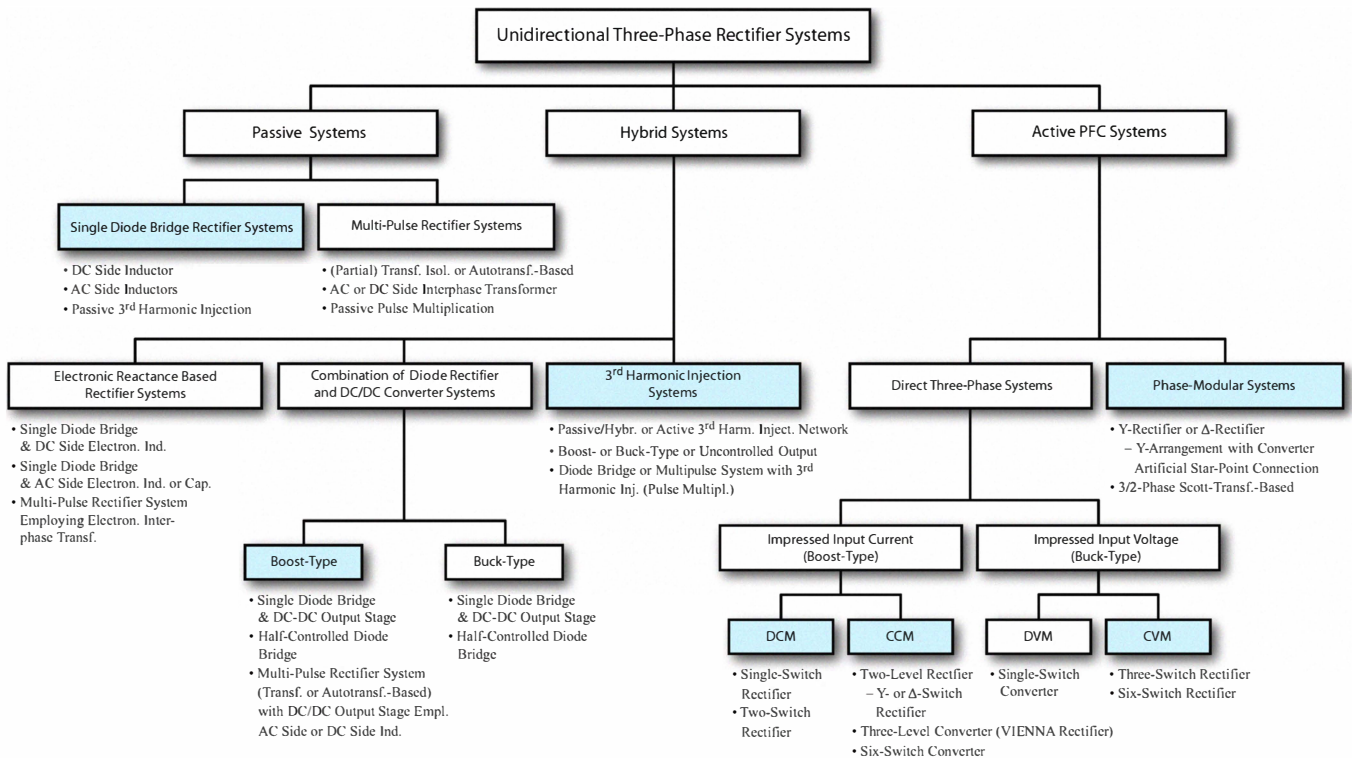 Unidirectional Three-Phase Rectifier Systems
Passive Systems
Hybrid Systems
Active PFC Systems
Single Diode Bridge Rectifier Systems
Multi-Pulse Rectifier Systems
• DC Side Inductor
• AC Side Inductors
• Passive 3rd Harmonic Injection
• (Partial) Transf. Isol. or Autotransf.-Based
• AC or DC Side Interphase Transformer
• Passive Pulse Multiplication
Electronic Reactance Based
Rectifier Systems
Combination of Diode Rectifier
and DC/DC Converter Systems
3rd Harmonic Injection
Systems
Direct Three-Phase Systems
Phase-Modular Systems
• Single Diode Bridge
& DC Side Electron. Ind.
• Single Diode Bridge
& AC Side Electron. Ind. or Cap.
• Multi-Pulse Rectifier System
Employing Electron. Inter-
phase Transf.
• Passive/Hybr. or Active 3rd Harm. Inject. Network
• Boost- or Buck-Type or Uncontrolled Output
• Diode Bridge or Multipulse System with 3rd
Harmonic Inj. (Pulse Multipl.)
• Y-Rectifier or Δ-Rectifier
– Y-Arrangement with Converter
Artificial Star-Point Connection
• 3/2-Phase Scott-Transf.-Based
Boost-Type
Buck-Type
• Single Diode Bridge
& DC-DC Output Stage
• Half-Controlled Diode
Bridge
• Multi-Pulse Rectifier System
(Transf. or Autotransf.-Based)
with DC/DC Output Stage Empl.
AC Side or DC Side Ind.
• Single Diode Bridge
& DC-DC Output Stage
• Half-Controlled Diode
Bridge
Impressed Input Current
(Boost-Type)
Impressed Input Voltage
(Buck-Type)
DCM
CCM
DVM
CVM
• Single-Switch
Rectifier
• Two-Switch
Rectifier
• Two-Level Rectfier
– Y- or Δ-Switch
Rectifier
• Three-Level Converter (VIENNA Rectifier)
• Six-Switch Converter
• Single-Switch
Converter
• Three-Switch Rectifier
• Six-Switch Rectifier